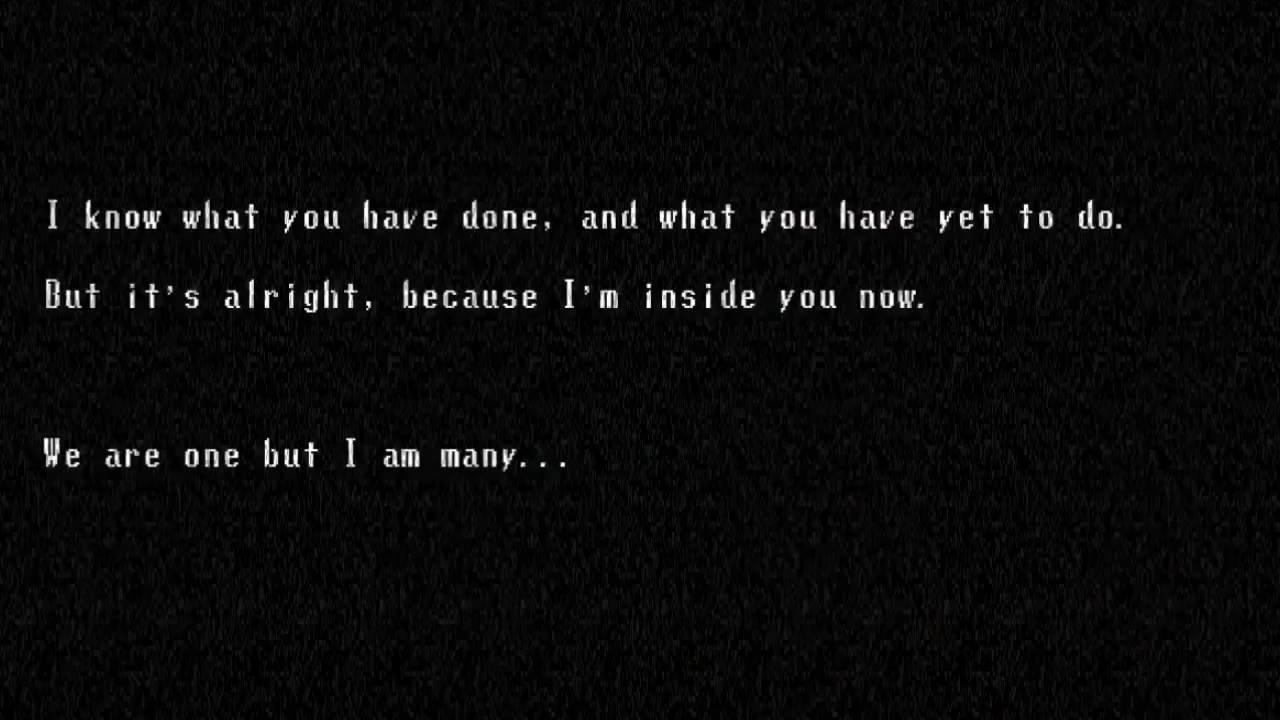 I know what you have done, and what you have yet to do.
But it's alright, because I'm inside you now.
We are one but I am many...